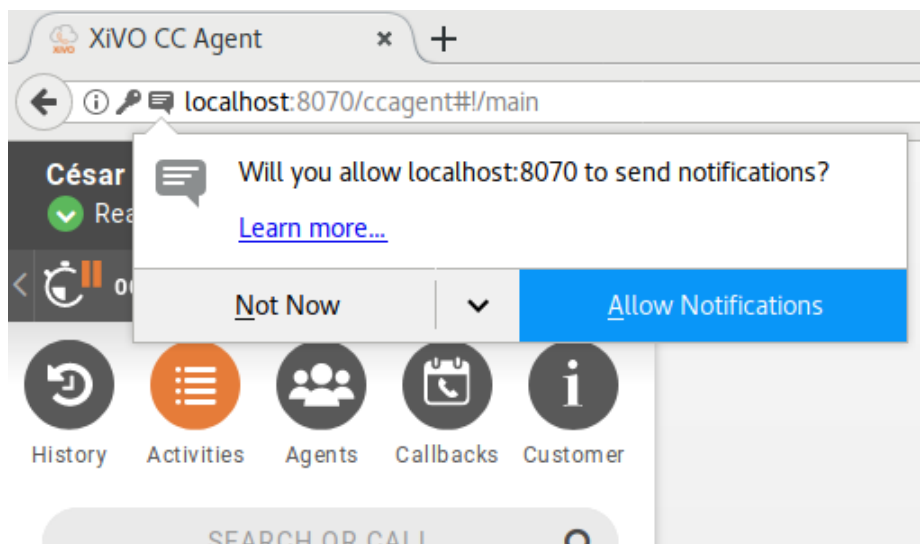 XiVO CC Agent
localhost:8070/ccagent#!/main
Will you allow localhost:8070 to send notifications?
César
Learn more...
Not Now
Allow Notifications
History
Activities
Agents
Callbacks
Customer
SEARCH OR CALL